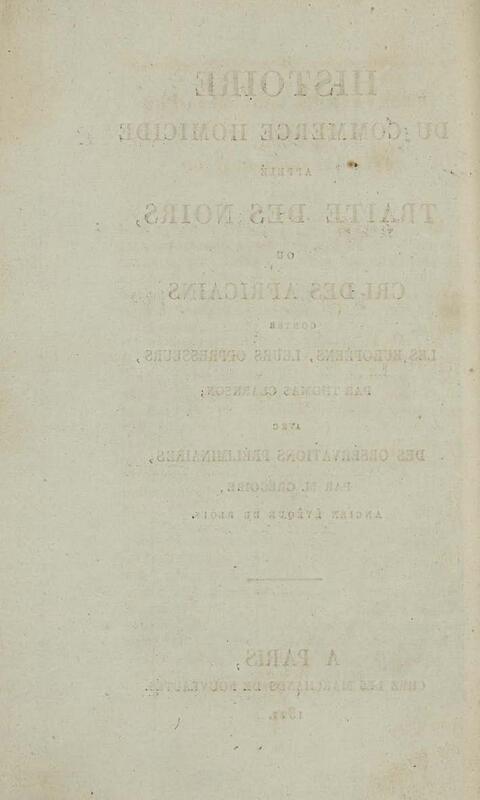 HISTOIRE
DU COMMERCE HOMICIDE
APPELÉ
TRAITE DES NOIRS,
OU
CRI DES AFRICAINS
CONTRE
LES EUROPÉENS, LEURS OPPRESSEURS,
PAR THOMAS CLARKSON;
AVEC
DES OBSERVATIONS PRÉLIMINAIRES,
PAR M. GRÉGOIRE,
ANCIEN ÉVÊQUE DE BLOIS.
A PARIS,
CHEZ LES MARCHANDS DE NOUVEAUTÉS.